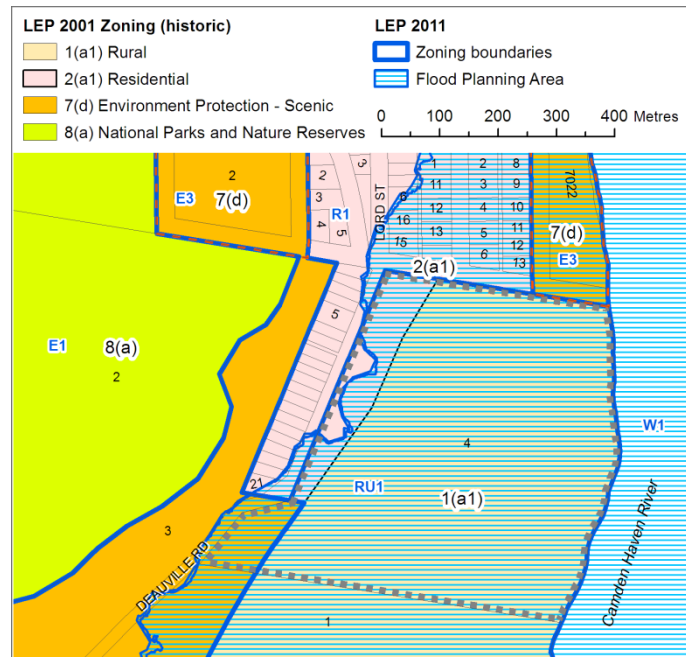 LEP 2001 Zoning (historic)
1(a1) Rural
2(a1) Residential
7(d) Environment Protection - Scenic
8(a) National Parks and Nature Reserves
LEP 2011
Zoning boundaries
Flood Planning Area
0 100 200 300 400 Metres
2
E3
7(d)
2
3
4
5
R1
3
LORD ST
6
16
15
1
11
12
13
2
3
4
5
6
8
9
10
11
12
13
7022
7(d)
E3
2(a1)
5
E1
8(a)
2
4
W1
RU1
1(a1)
21
3
DEAUVILLE RD
1
Camden Haven River